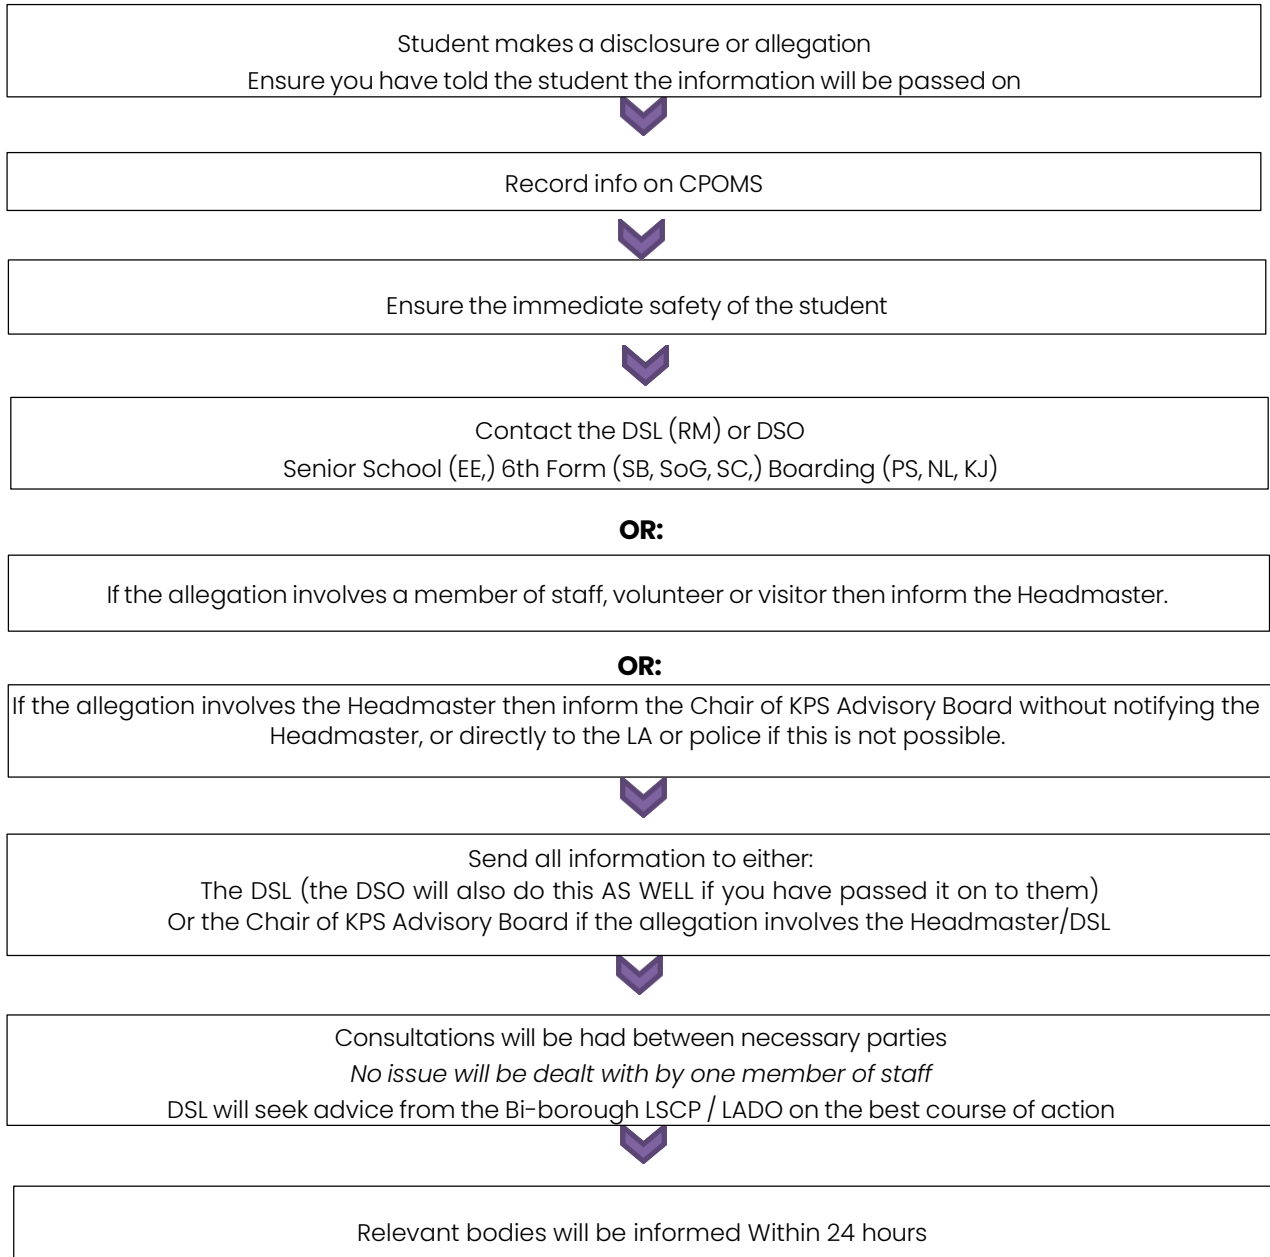 Student makes a disclosure or allegation
Ensure you have told the student the information will be passed on
Record info on CPOMS
Ensure the immediate safety of the student
Contact the DSL (RM) or DSO
Senior School (EE,) 6th Form (SB, SoG, SC,) Boarding (PS, NL, KJ)
OR:
If the allegation involves a member of staff, volunteer or visitor then inform the Headmaster.
OR:
If the allegation involves the Headmaster then inform the Chair of KPS Advisory Board without notifying the
Headmaster, or directly to the LA or police if this is not possible.
Send all information to either:
The DSL (the DSO will also do this AS WELL if you have passed it on to them)
Or the Chair of KPS Advisory Board if the allegation involves the Headmaster/DSL
Consultations will be had between necessary parties
No issue will be dealt with by one member of staff
DSL will seek advice from the Bi-borough LSCP / LADO on the best course of action
Relevant bodies will be informed Within 24 hours